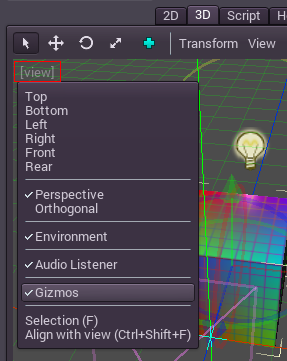 2D 3D Script
Transform View
[view]
Top
Bottom
Left
Right
Front
Rear
Perspective
Orthogonal
Environment
Audio Listener
Gizmos
Selection (F)
Align with view (Ctrl+Shift+F)